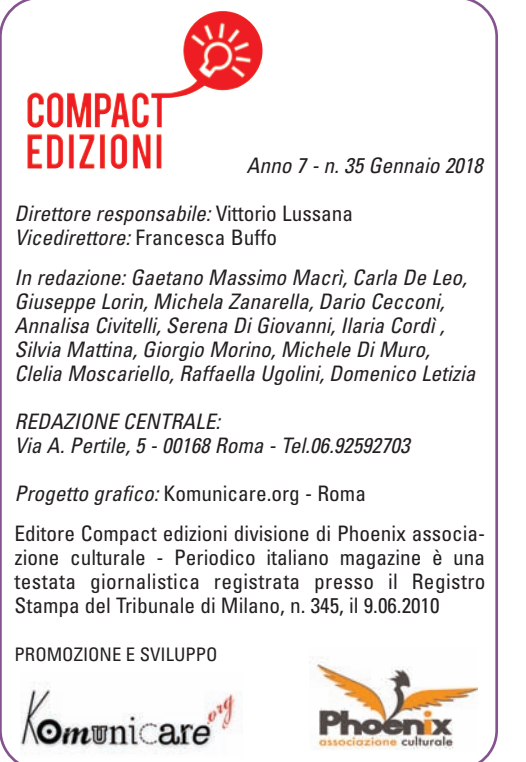 COMPACT
EDIZIONI
Anno 7 - n. 35 Gennaio 2018
Direttore responsabile: Vittorio Lussana
Vicedirettore: Francesca Buffo
In redazione: Gaetano Massimo Macrì, Carla De Leo,
Giuseppe Lorin, Michela Zanarella, Dario Cecconi,
Annalisa Civitelli, Serena Di Giovanni, Ilaria Cordì ,
Silvia Mattina, Giorgio Morino, Michele Di Muro,
Clelia Moscariello, Raffaella Ugolini, Domenico Letizia
REDAZIONE CENTRALE:
Via A. Pertile, 5 - 00168 Roma - Tel.06.92592703
Progetto grafico: Komunicare.org - Roma
Editore Compact edizioni divisione di Phoenix associa-
zione culturale - Periodico italiano magazine è una
testata giornalistica registrata presso il Registro
Stampa del Tribunale di Milano, n. 345, il 9.06.2010
PROMOZIONE E SVILUPPO
Komunicare org
Phoenix
associazione culturale